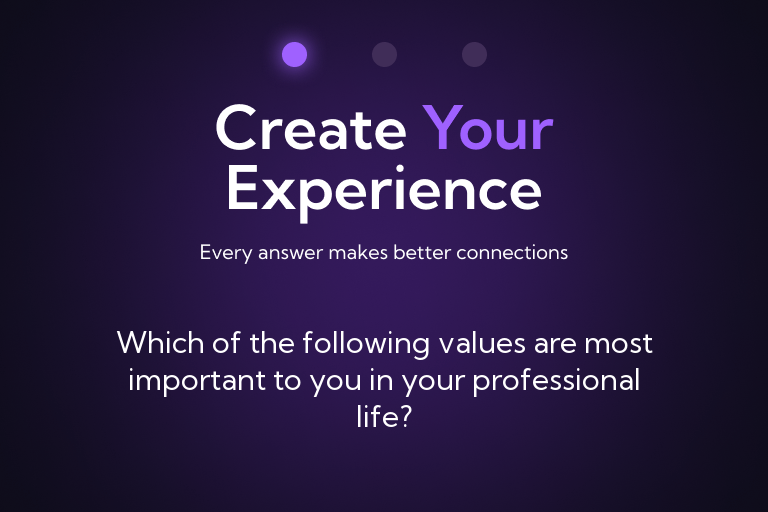 Create Your
Experience
Every answer makes better connections
Which of the following values are most
important to you in your professional
life?